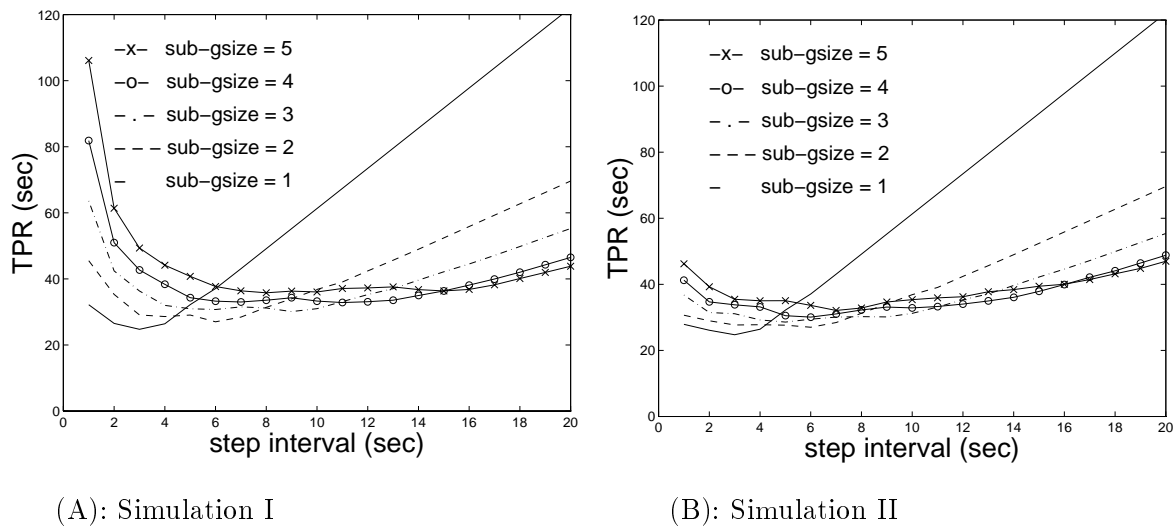 120
100
80
60
40
20
0
TPR (sec)
–x– sub–gsize = 5
–o– sub–gsize = 4
– . – sub–gsize = 3
– – – sub–gsize = 2
– sub–gsize = 1
0 2 4 6 8 10 12 14 16 18 20
step interval (sec)
(A): Simulation I
120
100
80
60
40
20
0
TPR (sec)
–x– sub–gsize = 5
–o– sub–gsize = 4
– . – sub–gsize = 3
– – – sub–gsize = 2
– sub–gsize = 1
0 2 4 6 8 10 12 14 16 18 20
step interval (sec)
(B): Simulation II